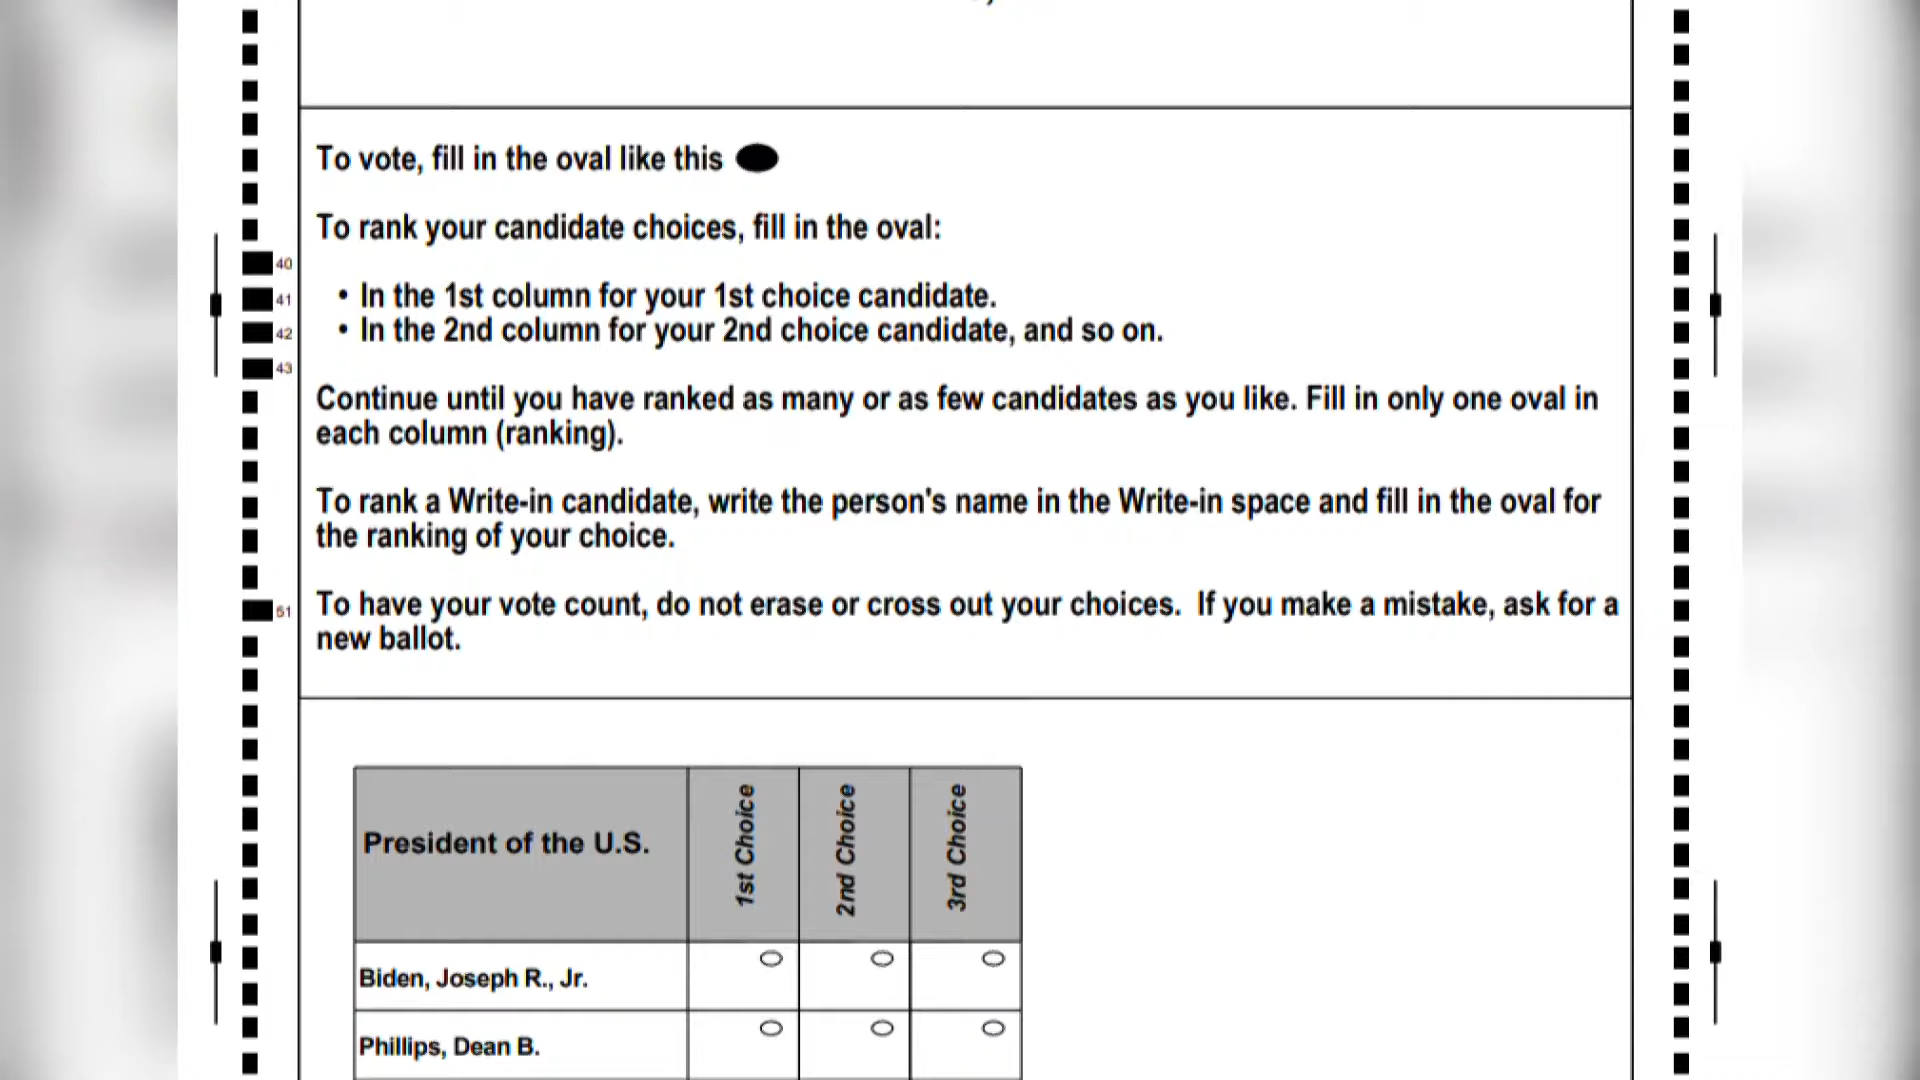 To vote, fill in the oval like this
To rank your candidate choices, fill in the oval:
40
41
• In the 1st column for your 1st choice candidate.
42
• In the 2nd column for your 2nd choice candidate, and so on.
43
Continue until you have ranked as many or as few candidates as you like. Fill in only one oval in
each column (ranking).
To rank a Write-in candidate, write the person's name in the Write-in space and fill in the oval for
the ranking of your choice.
51
To have your vote count, do not erase or cross out your choices. If you make a mistake, ask for a
new ballot.
President of the U.S.
1st Choice
2nd Choice
3rd Choice
Biden, Joseph R., Jr.
Phillips, Dean B.